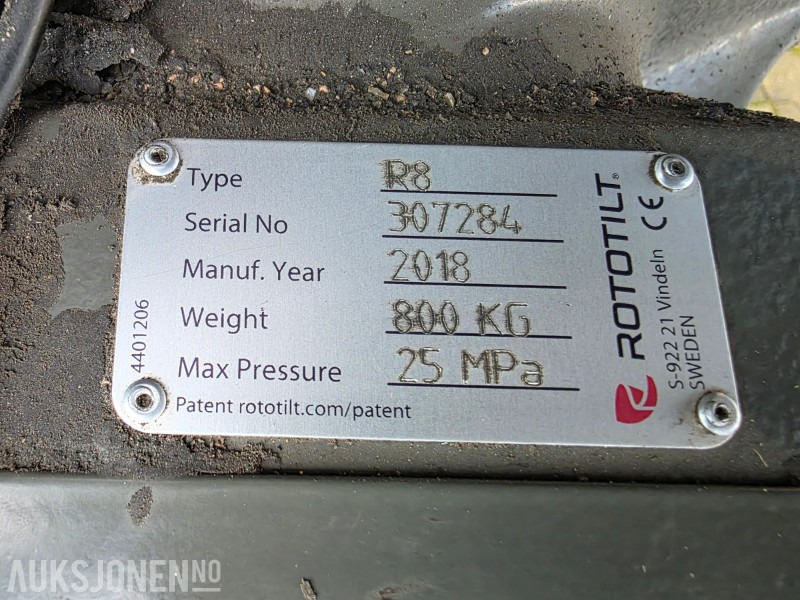 Type R8
Serial No 307284
Manuf. Year 2018
Weight 800 KG
Max Pressure 25 MPa
Patent rototilt.com/patent
4401206
ROTOTILT®
CE
S-922 21 Vindeln
SWEDEN
AUKSJONEN.NO